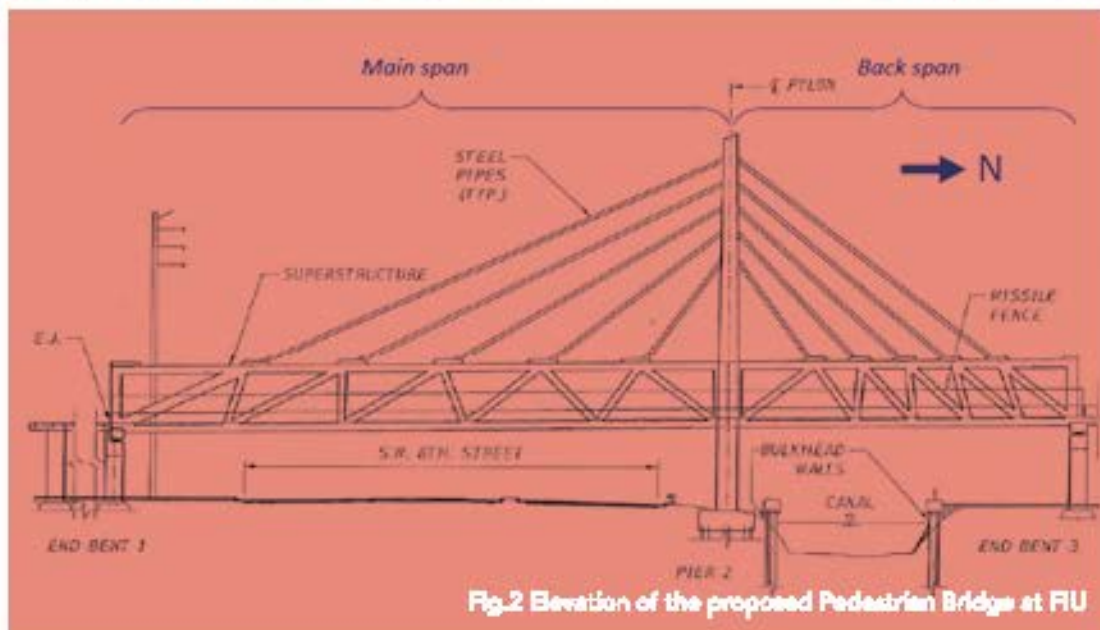 Main span
Back span
℄ PYLON
N
STEEL
PIPES
(TYP.)
SUPERSTRUCTURE
MISSILE
FENCE
E.J.
S.W. 8TH. STREET
BULKHEAD
WALLS
CANAL
END BENT 1
PIER 2
END BENT 3
Fig.2 Elevation of the proposed Pedestrian Bridge at FIU